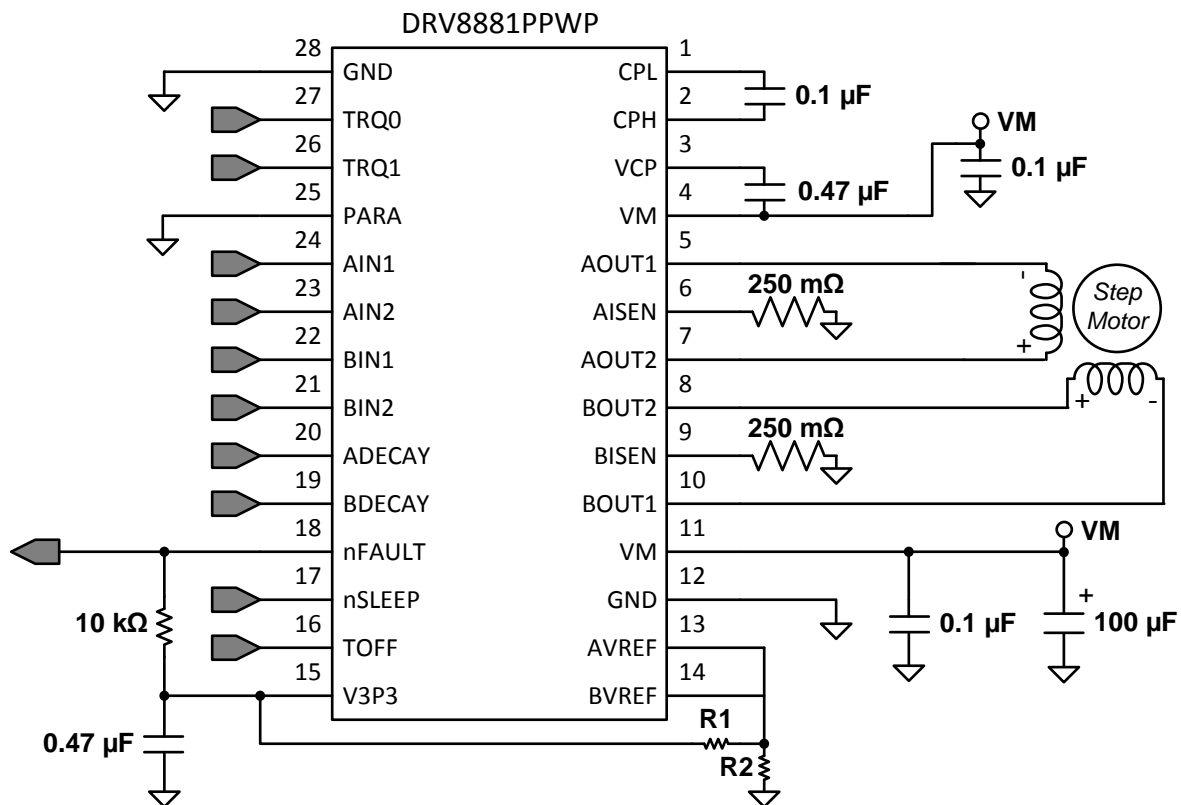 DRV8881PPWP
28 GND CPL 1
27 TRQ0 CPH 2
26 TRQ1 VCP 3
25 PARA VM 4
24 AIN1 AOUT1 5
23 AIN2 AISEN 6
22 BIN1 AOUT2 7
21 BIN2 BOUT2 8
20 ADECAY BISEN 9
19 BDECAY BOUT1 10
18 nFAULT VM 11
17 nSLEEP GND 12
16 TOFF AVREF 13
15 V3P3 BVREF 14
0.1 µF
VM
0.1 µF
0.47 µF
250 mΩ
-
+
Step
Motor
+ -
250 mΩ
VM
0.1 µF
+
100 µF
10 kΩ
0.47 µF
R1
R2